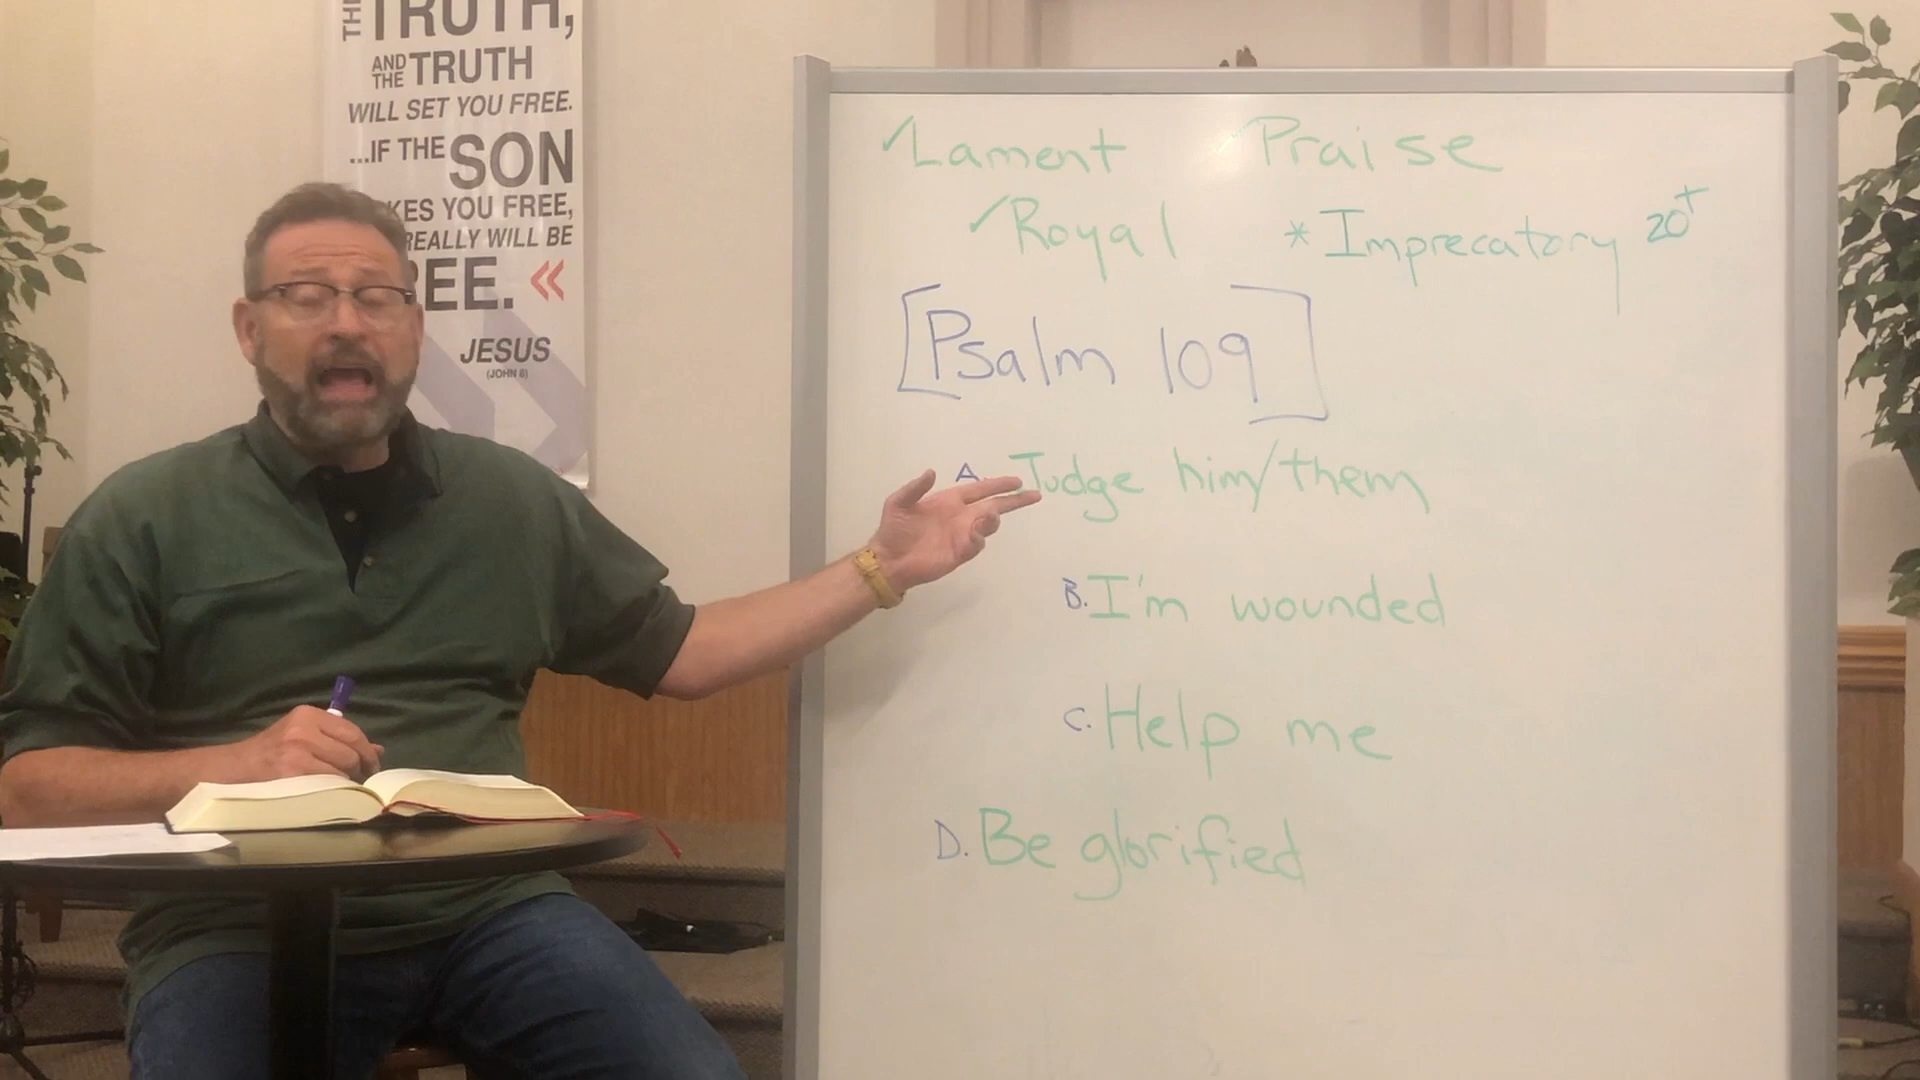 THE TRUTH,
AND THE TRUTH
WILL SET YOU FREE.
...IF THE SON
KES YOU FREE,
REALLY WILL BE
EE. «
JESUS
(JOHN 8)
✓Lament ✓Praise
✓Royal * Imprecatory 20+
[Psalm 109]
A. Judge him/them
B. I'm wounded
C. Help me
D. Be glorified